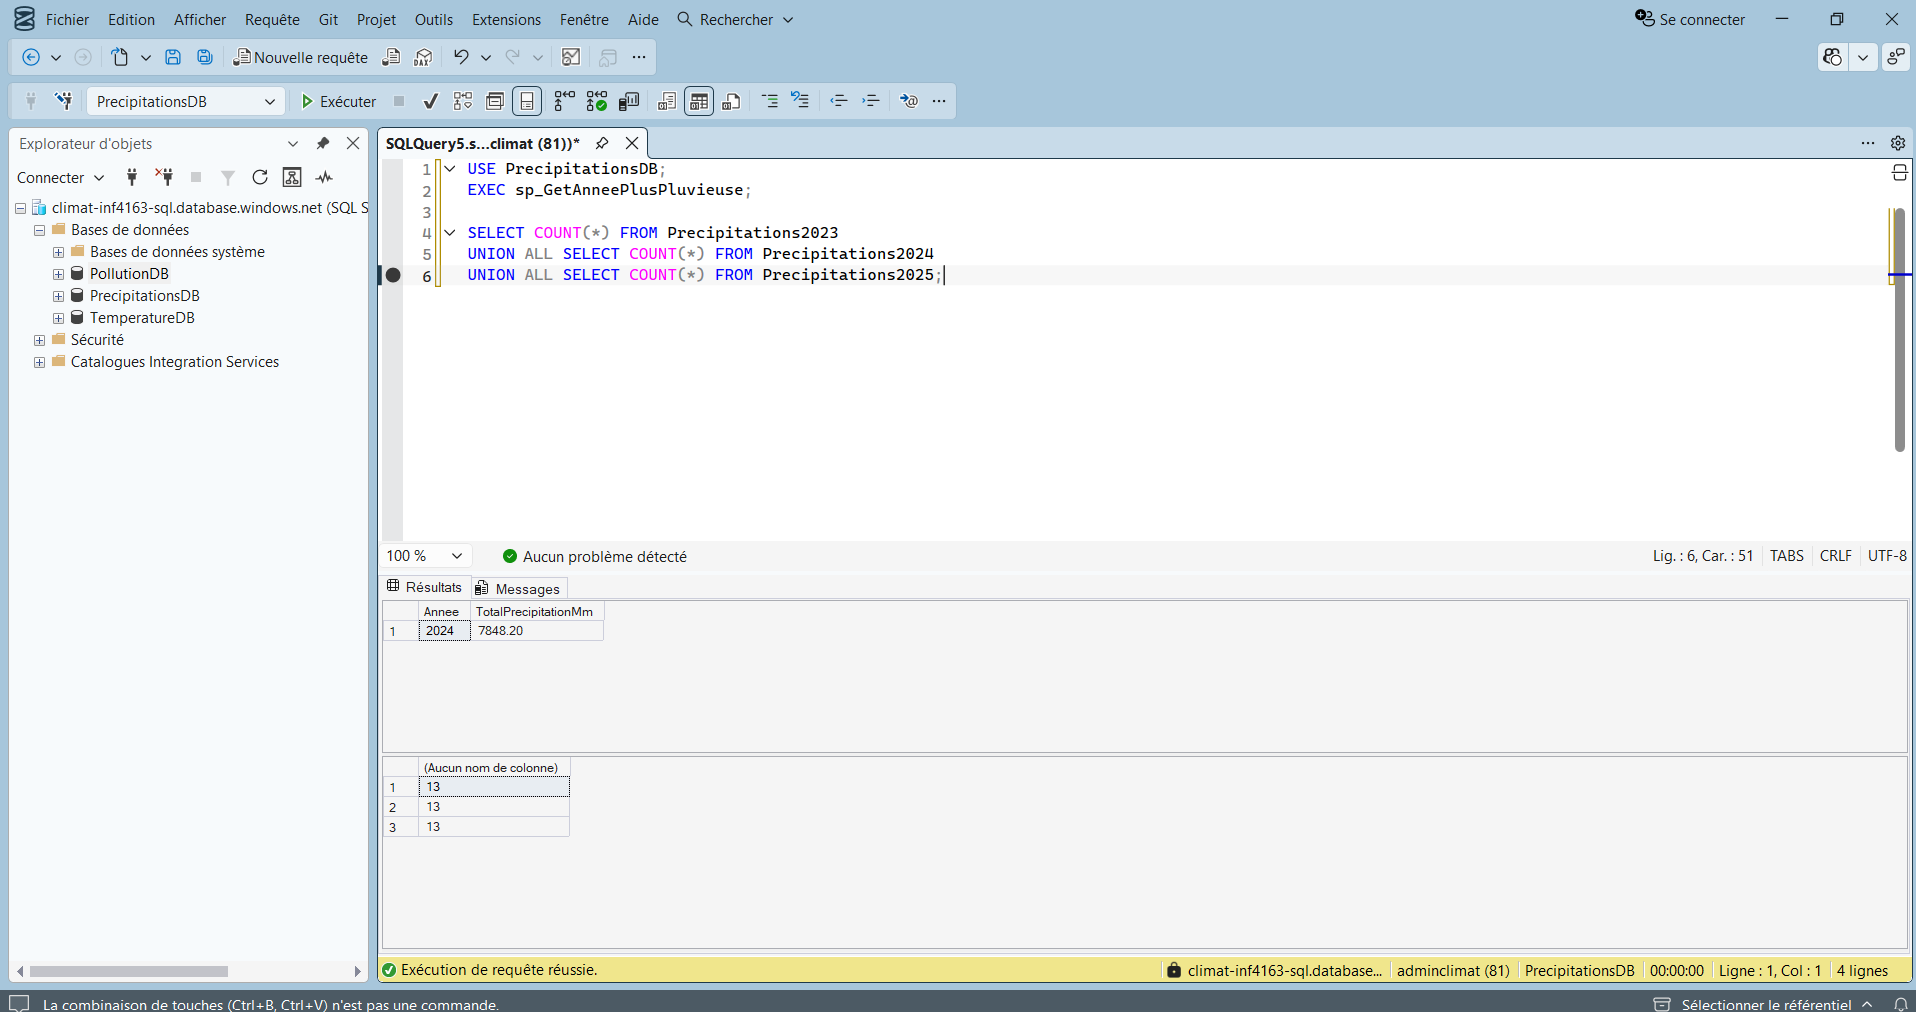 Fichier Edition Afficher Requête Git Projet Outils Extensions Fenêtre Aide Rechercher Se connecter
Nouvelle requête DAX
PrecipitationsDB Exécuter
Explorateur d'objets
SQLQuery5.s...climat (81))*
Connecter
climat-inf4163-sql.database.windows.net (SQL S
Bases de données
Bases de données système
PollutionDB
PrecipitationsDB
TemperatureDB
Sécurité
Catalogues Integration Services
1 USE PrecipitationsDB;
2 EXEC sp_GetAnneePlusPluvieuse;
3
4 SELECT COUNT(*) FROM Precipitations2023
5 UNION ALL SELECT COUNT(*) FROM Precipitations2024
6 UNION ALL SELECT COUNT(*) FROM Precipitations2025;
100 % Aucun problème détecté Lig. : 6, Car. : 51 TABS CRLF UTF-8
Résultats Messages
Annee TotalPrecipitationMm
1 2024 7848.20
(Aucun nom de colonne)
1 13
2 13
3 13
Exécution de requête réussie. climat-inf4163-sql.database... adminclimat (81) PrecipitationsDB 00:00:00 Ligne : 1, Col : 1 4 lignes
La combinaison de touches (Ctrl+B, Ctrl+V) n'est pas une commande. Sélectionner le référentiel